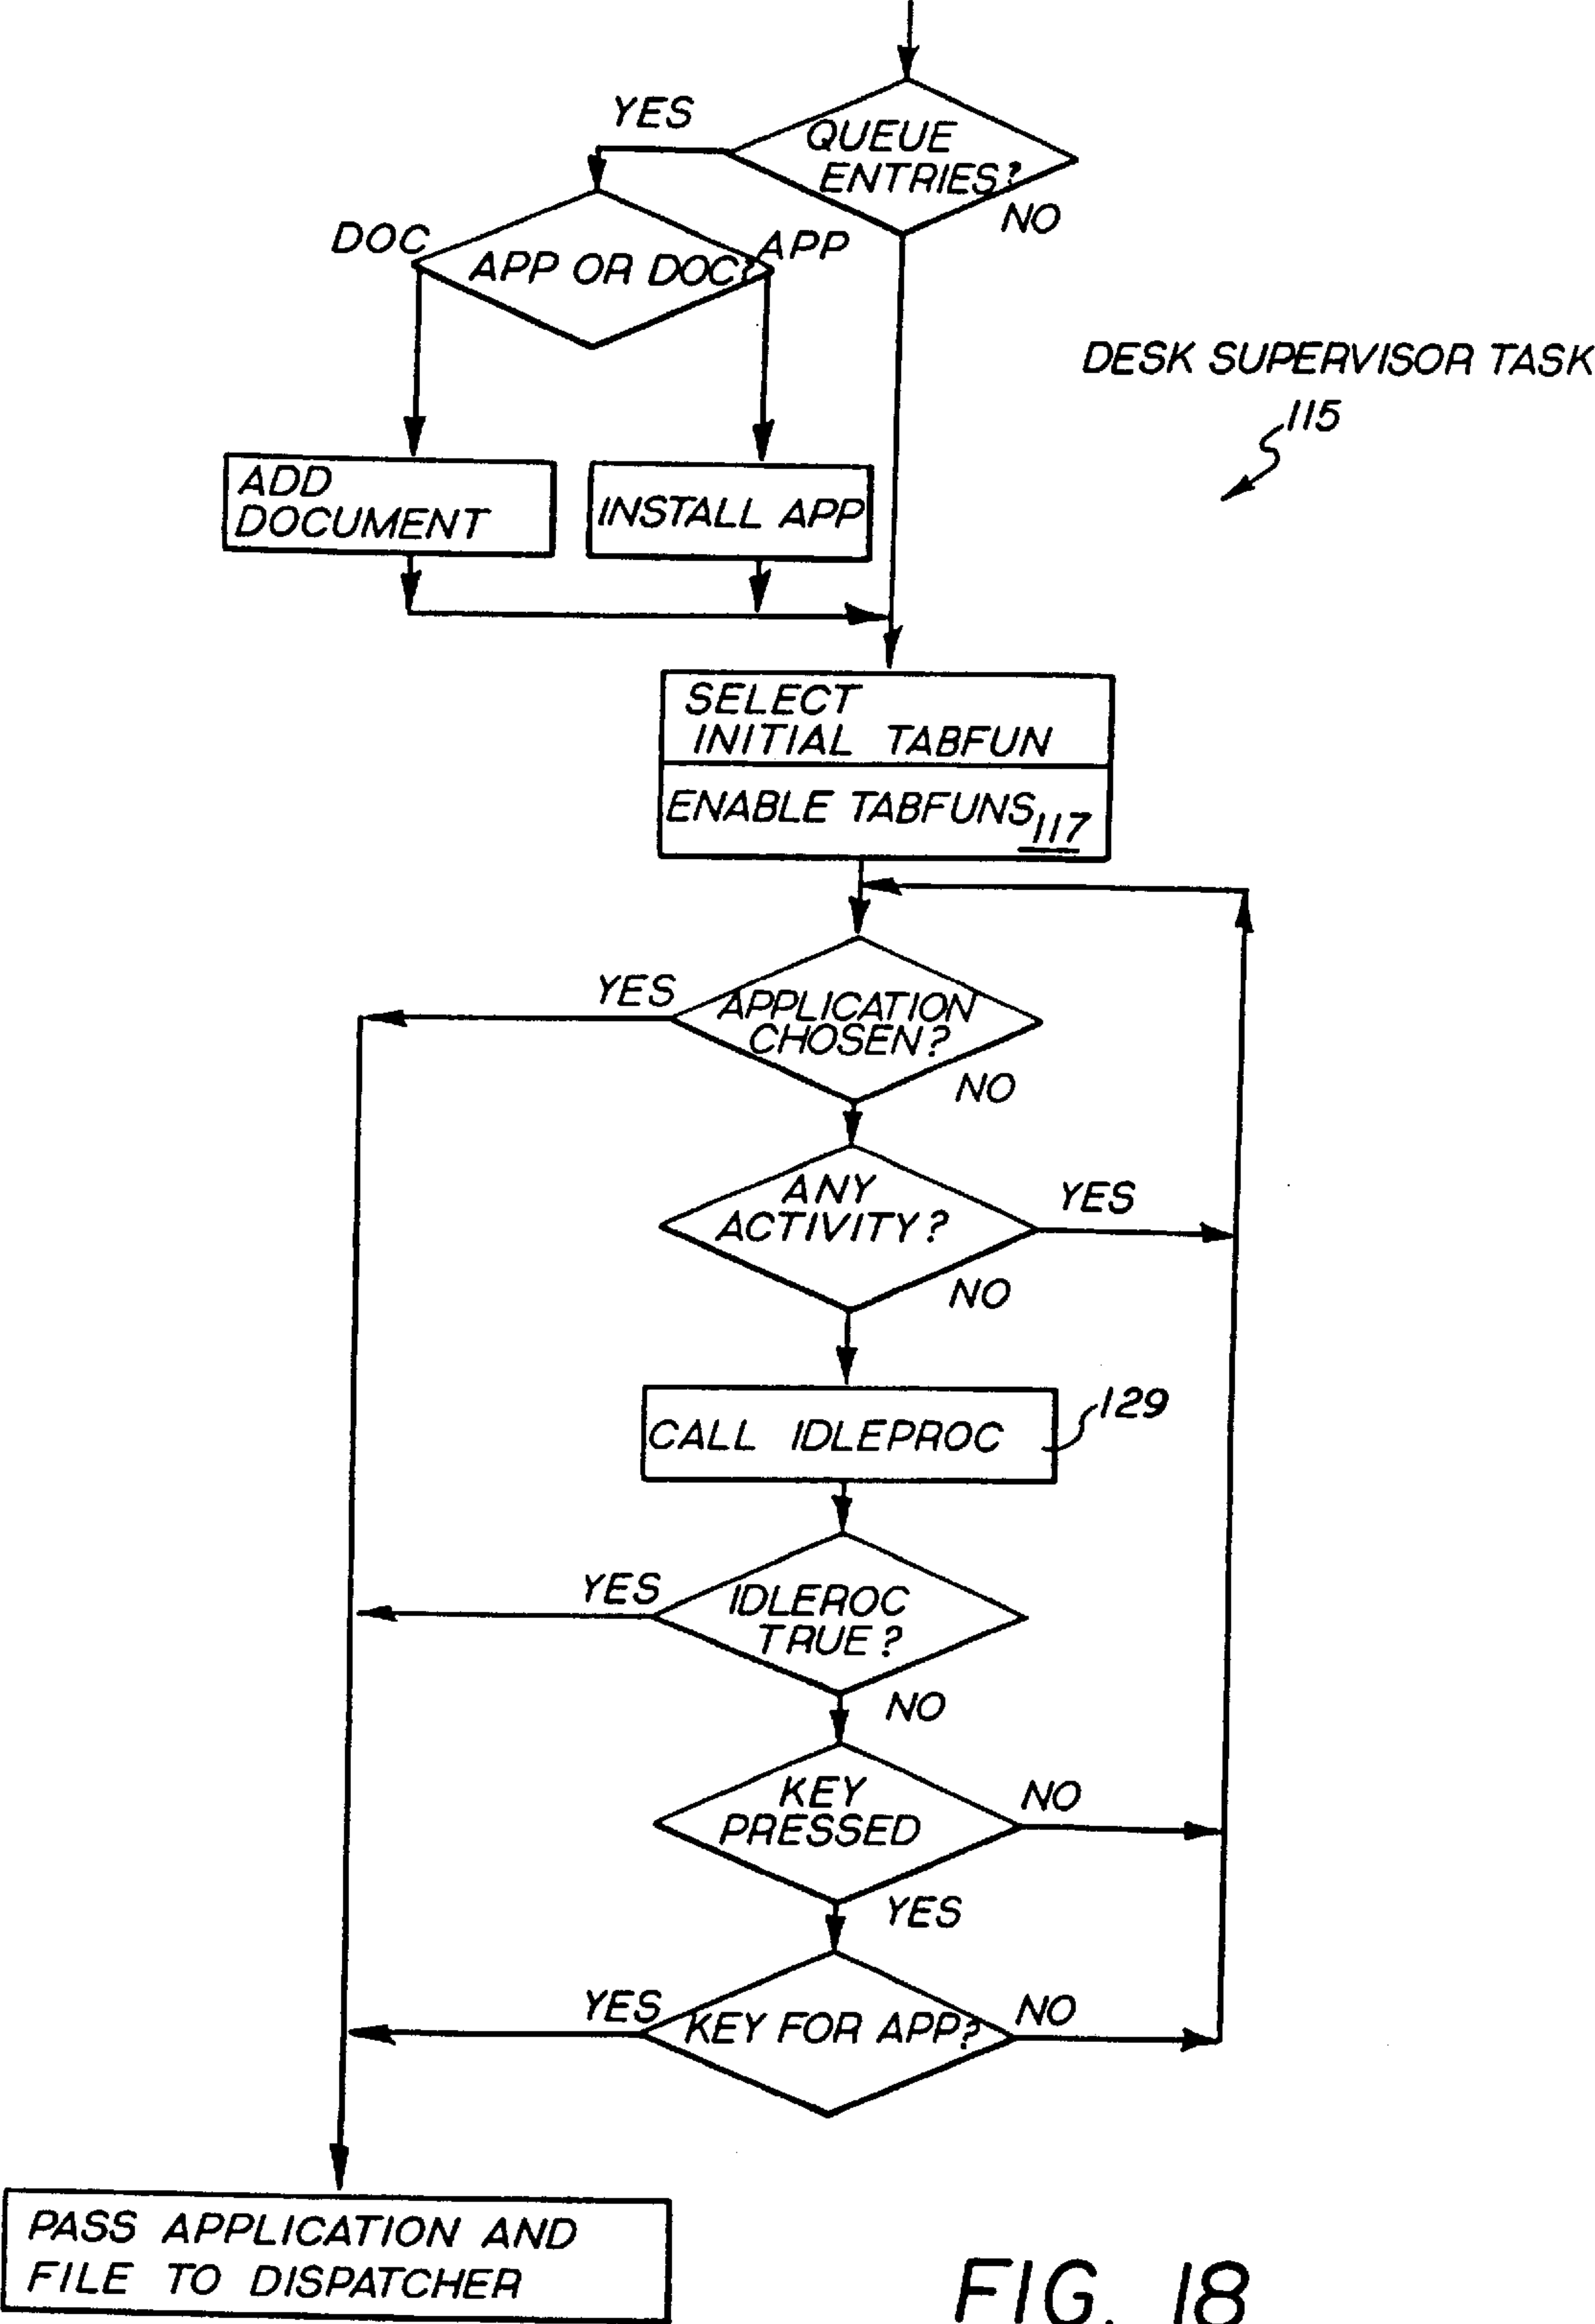 YES
QUEUE
ENTRIES?
NO
DOC
APP OR DOC?
APP
DESK SUPERVISOR TASK
115
ADD
DOCUMENT
INSTALL APP
SELECT
INITIAL TABFUN
ENABLE TABFUNS
117
YES
APPLICATION
CHOSEN?
NO
ANY
ACTIVITY?
YES
NO
CALL IDLEPROC
129
YES
IDLEROC
TRUE?
NO
KEY
PRESSED
NO
YES
YES
KEY FOR APP?
NO
PASS APPLICATION AND
FILE TO DISPATCHER
FIG. 18